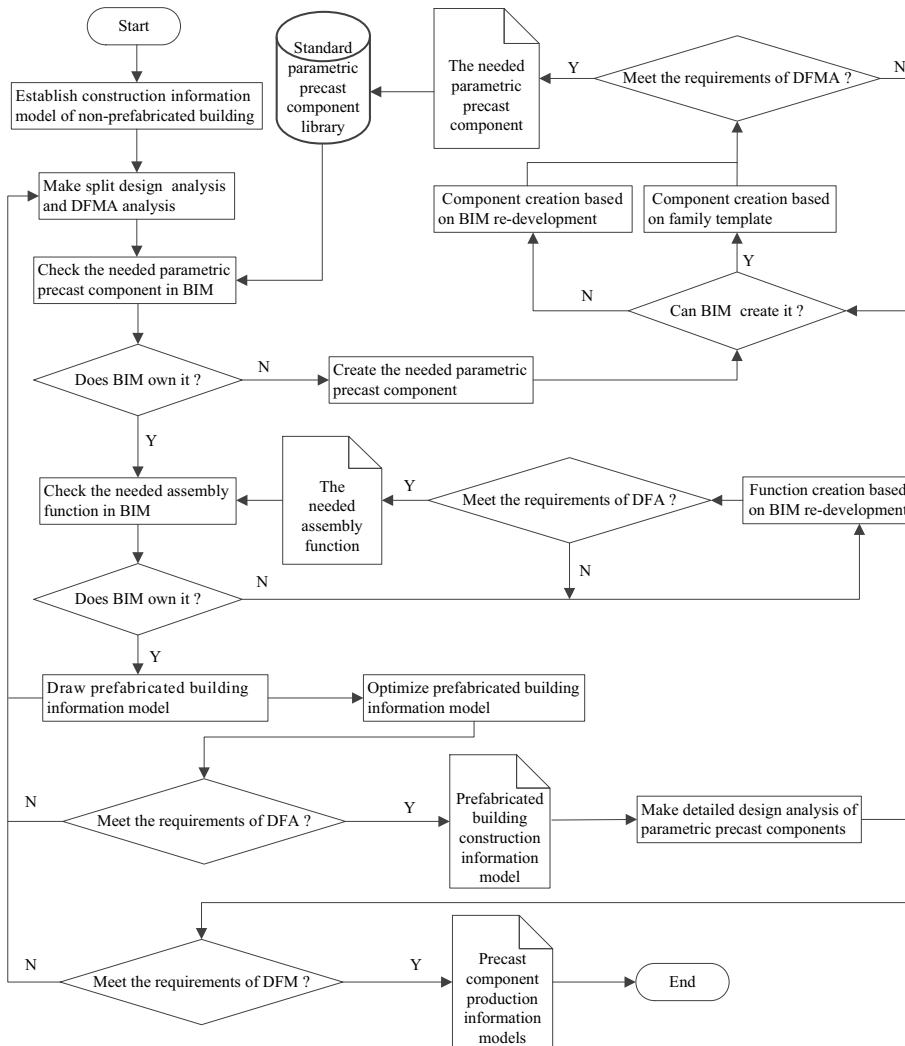 Start
Establish construction information
model of non-prefabricated building
Make split design analysis
and DFMA analysis
Check the needed parametric
precast component in BIM
Does BIM own it ?
N
Y
Standard
parametric
precast
component
library
The needed
parametric
precast
component
Y
Meet the requirements of DFMA ?
N
Component creation based
on BIM re-development
Component creation based
on family template
Y
N
Can BIM create it ?
Create the needed parametric
precast component
Check the needed assembly
function in BIM
The
needed
assembly
function
Y
Meet the requirements of DFA ?
N
Function creation based
on BIM re-development
Does BIM own it ?
N
Y
Draw prefabricated building
information model
Optimize prefabricated building
information model
N
Meet the requirements of DFA ?
Y
Prefabricated
building
construction
information
model
Make detailed design analysis of
parametric precast components
N
Meet the requirements of DFM ?
Y
Precast
component
production
information
models
End